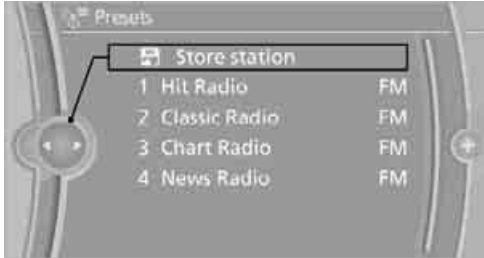 Presets
Store station
1 Hit Radio FM
2 Classic Radio FM
3 Chart Radio FM
4 News Radio FM